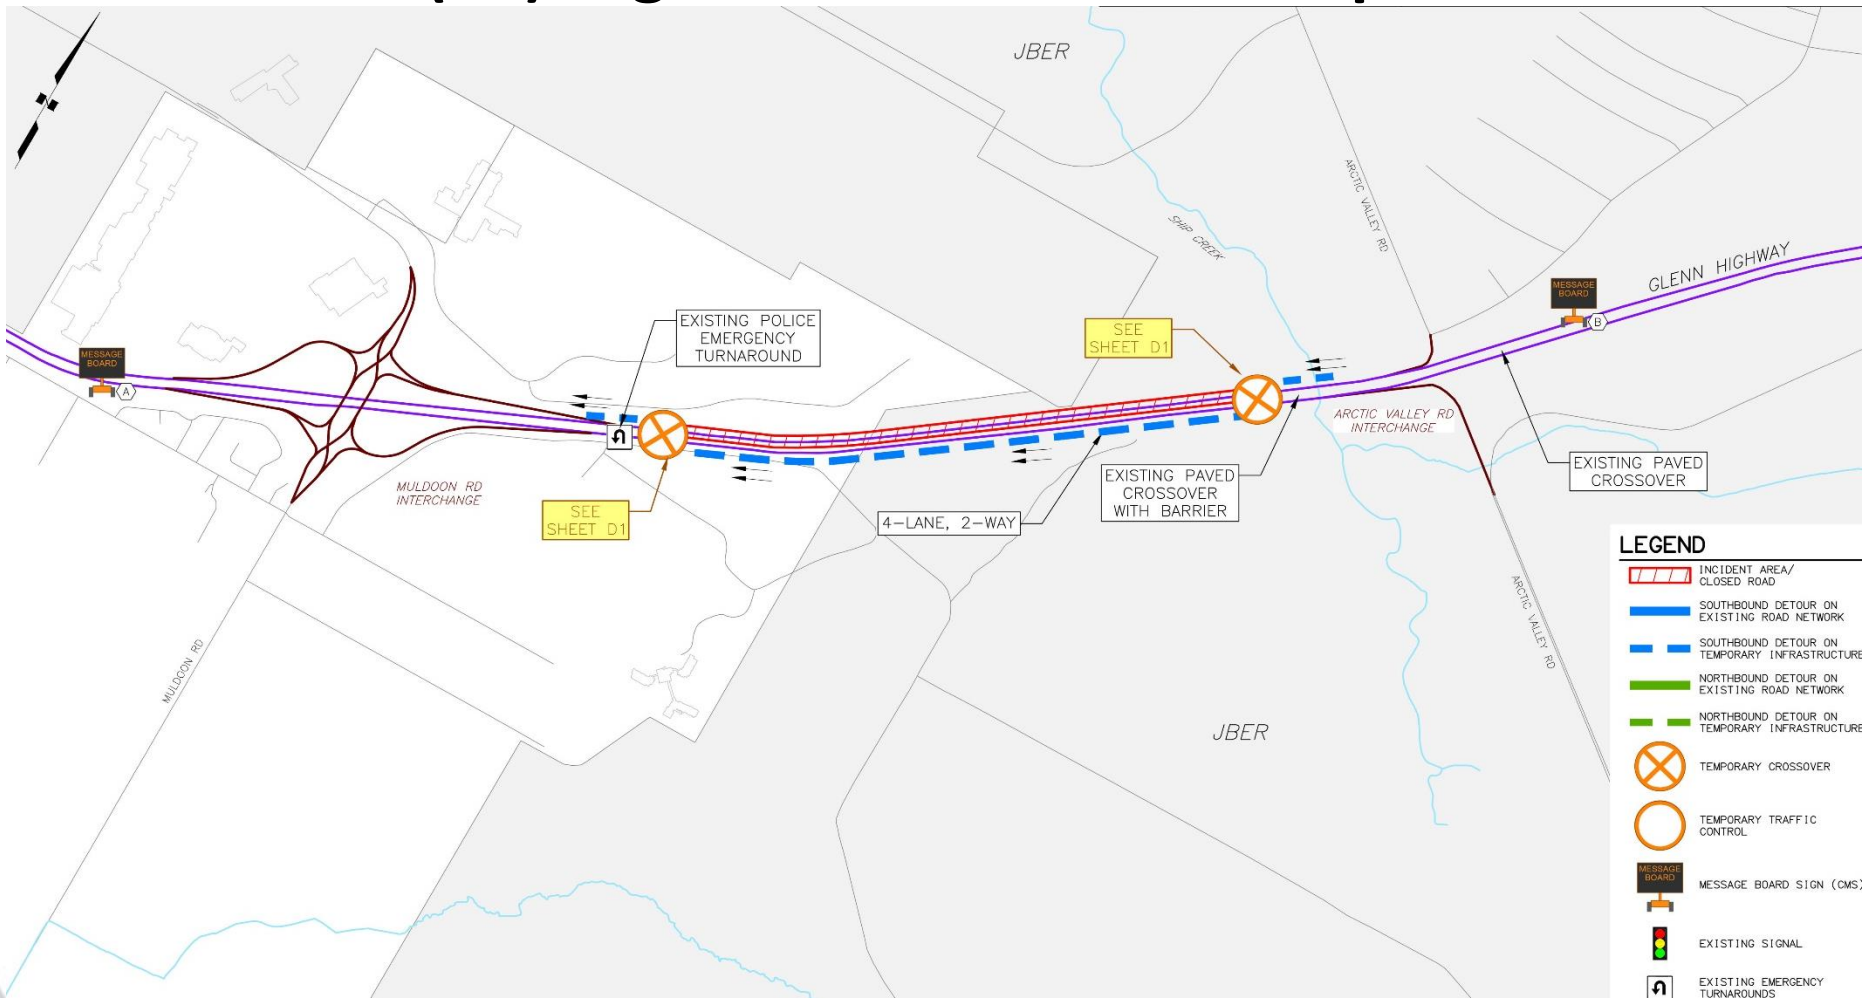 JBER
ARCTIC VALLEY RD
SHIP CREEK
GLENN HIGHWAY
MESSAGE
BOARD
B
EXISTING POLICE
EMERGENCY
TURNAROUND
SEE
SHEET D1
MESSAGE
BOARD
A
ARCTIC VALLEY RD
INTERCHANGE
EXISTING PAVED
CROSSOVER
EXISTING PAVED
CROSSOVER
WITH BARRIER
MULDOON RD
INTERCHANGE
SEE
SHEET D1
4-LANE, 2-WAY
ARCTIC VALLEY RD
MULDOON RD
JBER
LEGEND
INCIDENT AREA/
CLOSED ROAD
SOUTHBOUND DETOUR ON
EXISTING ROAD NETWORK
SOUTHBOUND DETOUR ON
TEMPORARY INFRASTRUCTURE
NORTHBOUND DETOUR ON
EXISTING ROAD NETWORK
NORTHBOUND DETOUR ON
TEMPORARY INFRASTRUCTURE
TEMPORARY CROSSOVER
TEMPORARY TRAFFIC
CONTROL
MESSAGE
BOARD
MESSAGE BOARD SIGN (CMS)
EXISTING SIGNAL
EXISTING EMERGENCY
TURNAROUNDS